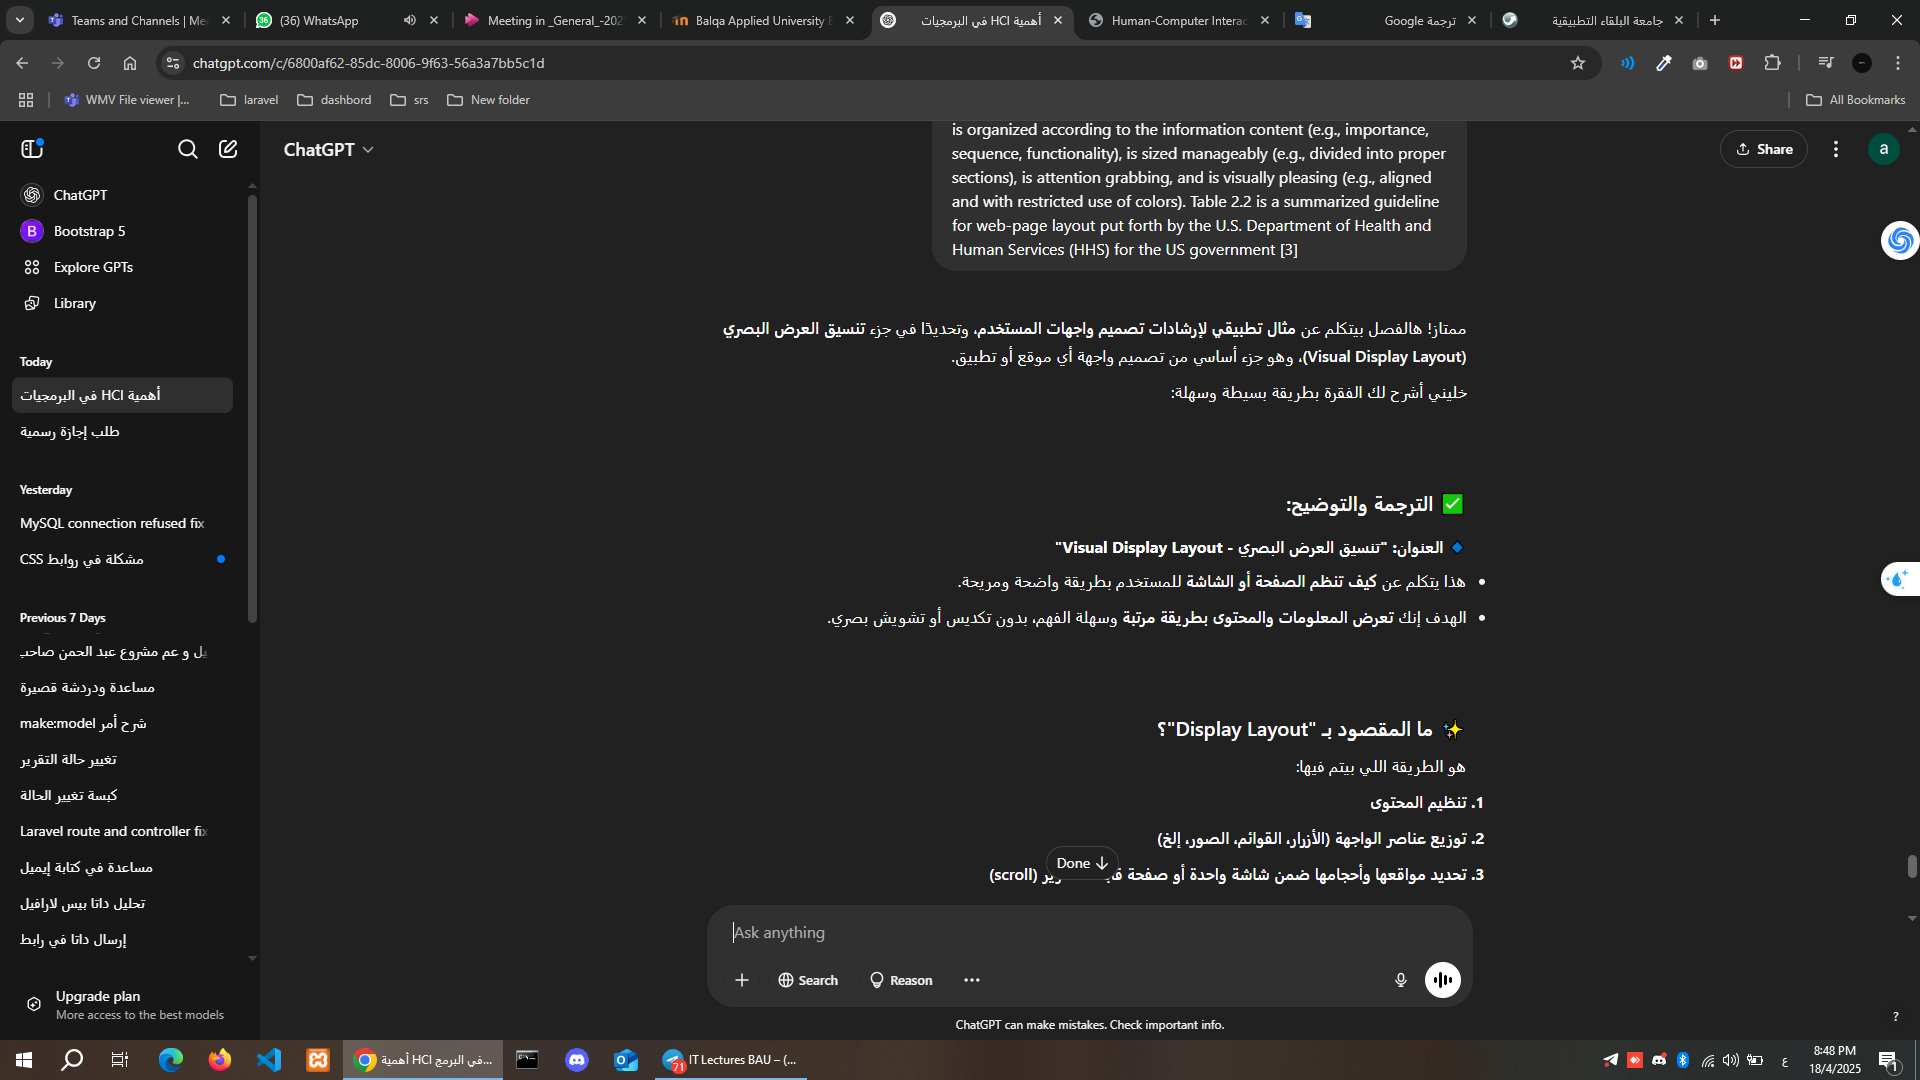 Teams and Channels | Me
(36) WhatsApp
Meeting in _General_-202
Balqa Applied University E
أهمية HCI في البرمجيات
Human-Computer Interac
ترجمة Google
جامعة البلقاء التطبيقية
chatgpt.com/c/6800af62-85dc-8006-9f63-56a3a7bb5c1d
WMV File viewer |...
laravel
dashbord
srs
New folder
All Bookmarks
ChatGPT
Share
a
ChatGPT
B Bootstrap 5
Explore GPTs
Library
Today
أهمية HCI في البرمجيات
طلب إجازة رسمية
Yesterday
MySQL connection refused fix
مشكلة في روابط CSS
Previous 7 Days
يل و عم مشروع عبد الحمن صاحب
مساعدة ودردشة قصيرة
شرح أمر make:model
تغيير حالة التقرير
كبسة تغيير الحالة
Laravel route and controller fix
مساعدة في كتابة إيميل
تحليل داتا بيس لارافيل
إرسال داتا في رابط
Upgrade plan
More access to the best models
is organized according to the information content (e.g., importance,
sequence, functionality), is sized manageably (e.g., divided into proper
sections), is attention grabbing, and is visually pleasing (e.g., aligned
and with restricted use of colors). Table 2.2 is a summarized guideline
for web-page layout put forth by the U.S. Department of Health and
Human Services (HHS) for the US government [3]
ممتاز! هالفصل بيتكلم عن مثال تطبيقي لإرشادات تصميم واجهات المستخدم، وتحديدًا في جزء تنسيق العرض البصري
(Visual Display Layout)، وهو جزء أساسي من تصميم واجهة أي موقع أو تطبيق.
خليني أشرح لك الفقرة بطريقة بسيطة وسهلة:
✅ الترجمة والتوضيح:
🔹 العنوان: "تنسيق العرض البصري - Visual Display Layout"
• هذا يتكلم عن كيف تنظم الصفحة أو الشاشة للمستخدم بطريقة واضحة ومريحة.
• الهدف إنك تعرض المعلومات والمحتوى بطريقة مرتبة وسهلة الفهم، بدون تكديس أو تشويش بصري.
✨ ما المقصود بـ "Display Layout"؟
هو الطريقة اللي بيتم فيها:
1. تنظيم المحتوى
2. توزيع عناصر الواجهة (الأزرار، القوائم، الصور، إلخ)
3. تحديد مواقعها وأحجامها ضمن شاشة واحدة أو صفحة (scroll)
Done ↓
Ask anything
Search
Reason
ChatGPT can make mistakes. Check important info.
?
أهمية HCI في البرمج...
71
IT Lectures BAU – (...
ع
8:48 PM
18/4/2025
1